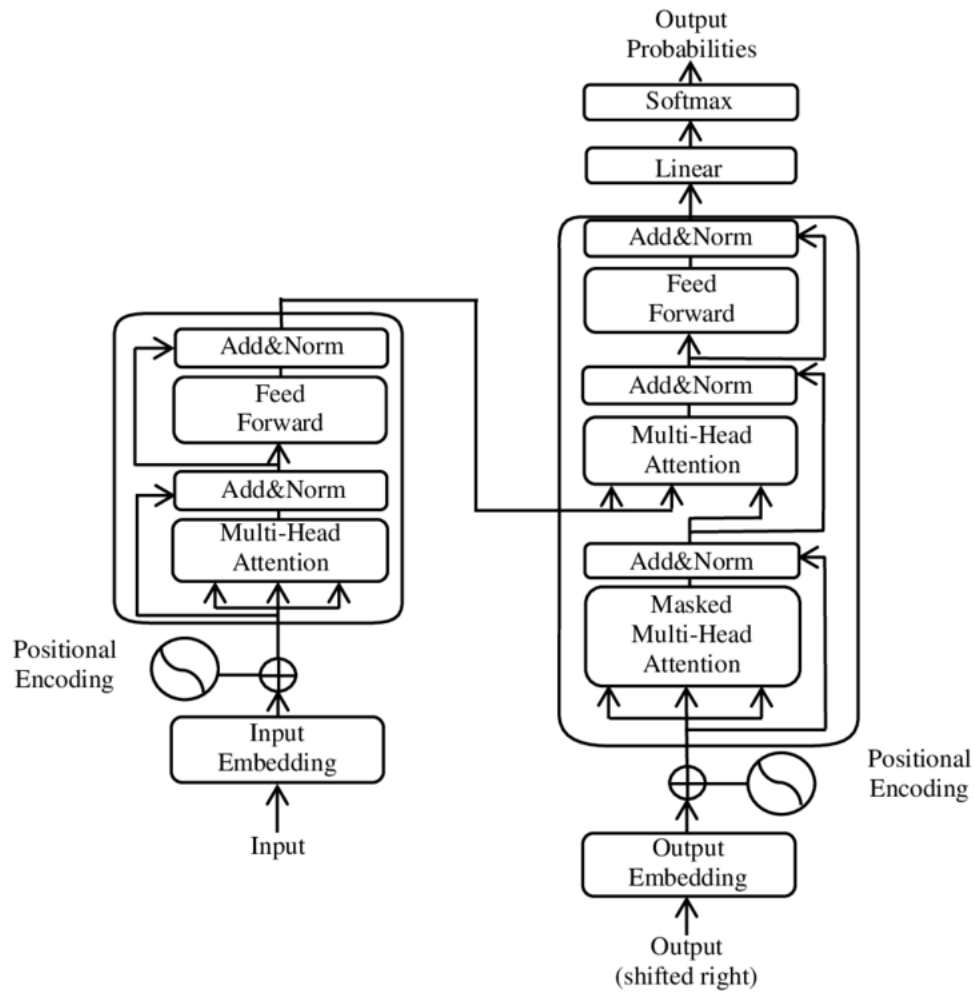 Output
Probabilities
Softmax
Linear
Add&Norm
Feed
Forward
Add&Norm
Multi-Head
Attention
Add&Norm
Masked
Multi-Head
Attention
Positional
Encoding
Output
Embedding
Output
(shifted right)
Add&Norm
Feed
Forward
Add&Norm
Multi-Head
Attention
Positional
Encoding
Input
Embedding
Input